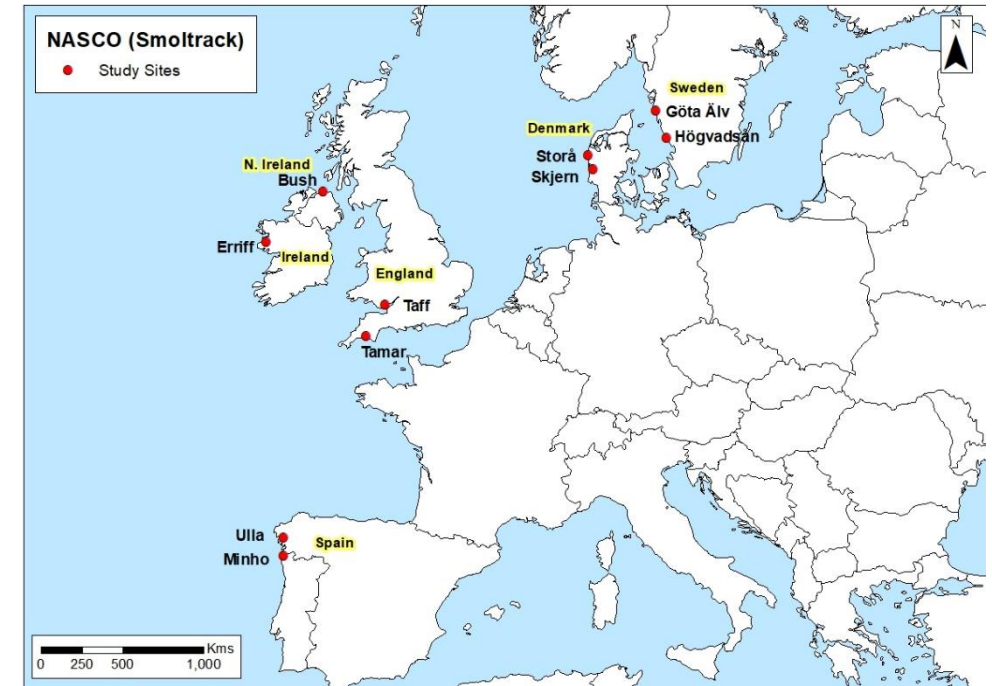 NASCO (Smoltrack)
Study Sites
N
Sweden
Göta Älv
Högvadsån
Denmark
Storå
Skjern
N. Ireland
Bush
Erriff
Ireland
England
Taff
Tamar
Ulla
Minho
Spain
Kms
0 250 500 1,000